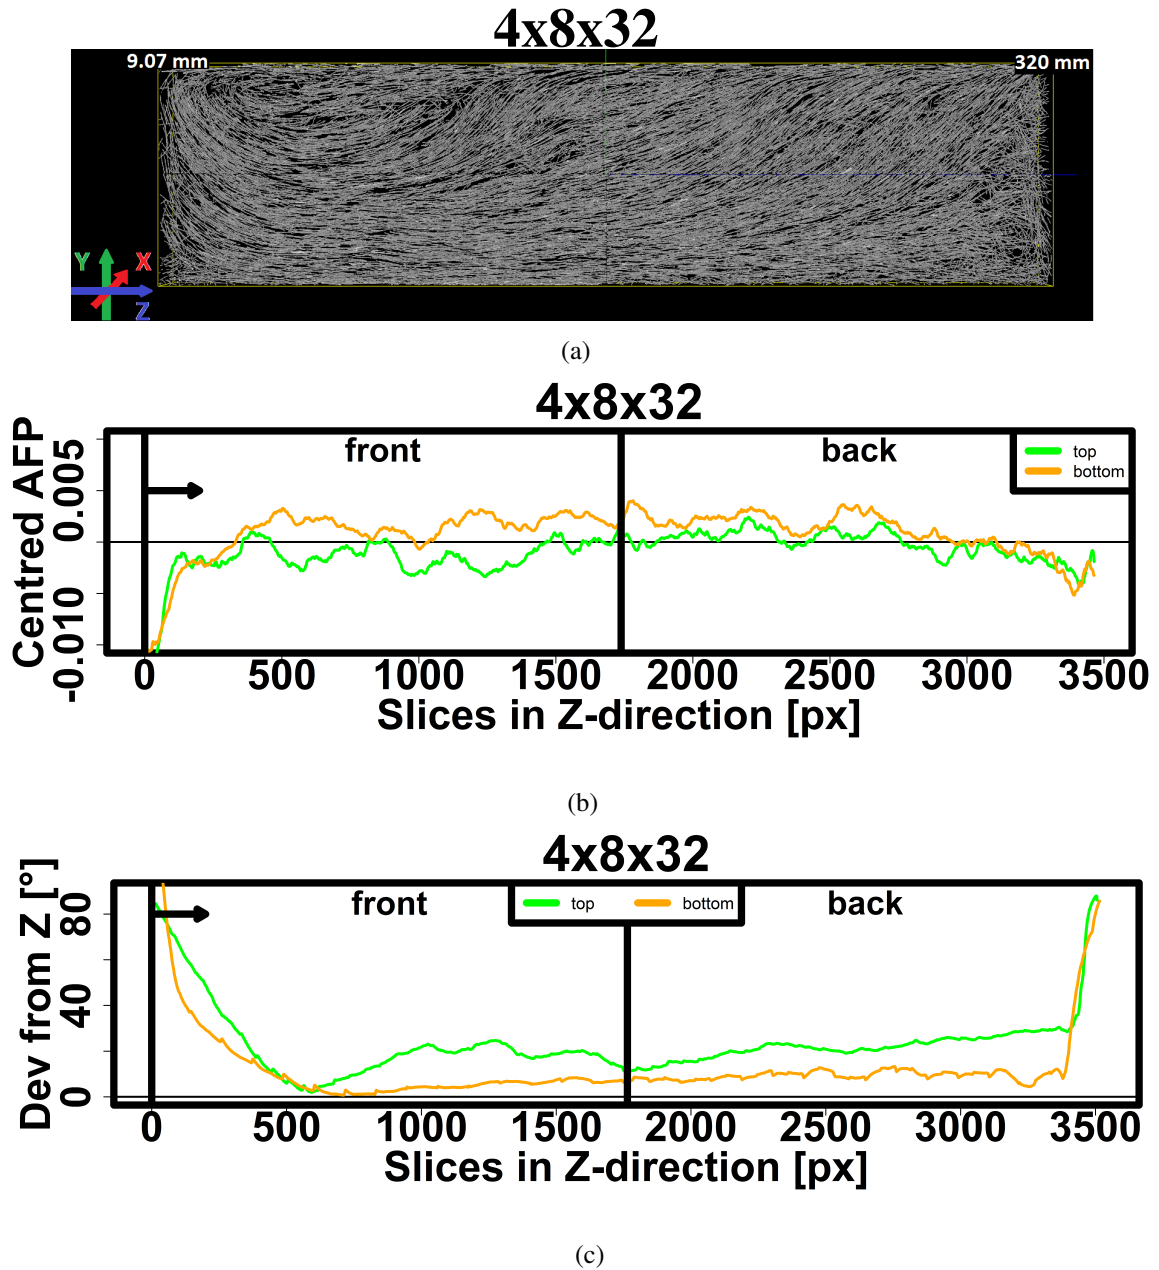 4x8x32
9.07 mm
320 mm
Y
X
Z
(a)
4x8x32
front
back
top
bottom
Centred AFP
0.005
-0.010
0 500 1000 1500 2000 2500 3000 3500
Slices in Z-direction [px]
(b)
4x8x32
front
top
bottom
back
Dev from Z [°]
80
40
0
0 500 1000 1500 2000 2500 3000 3500
Slices in Z-direction [px]
(c)